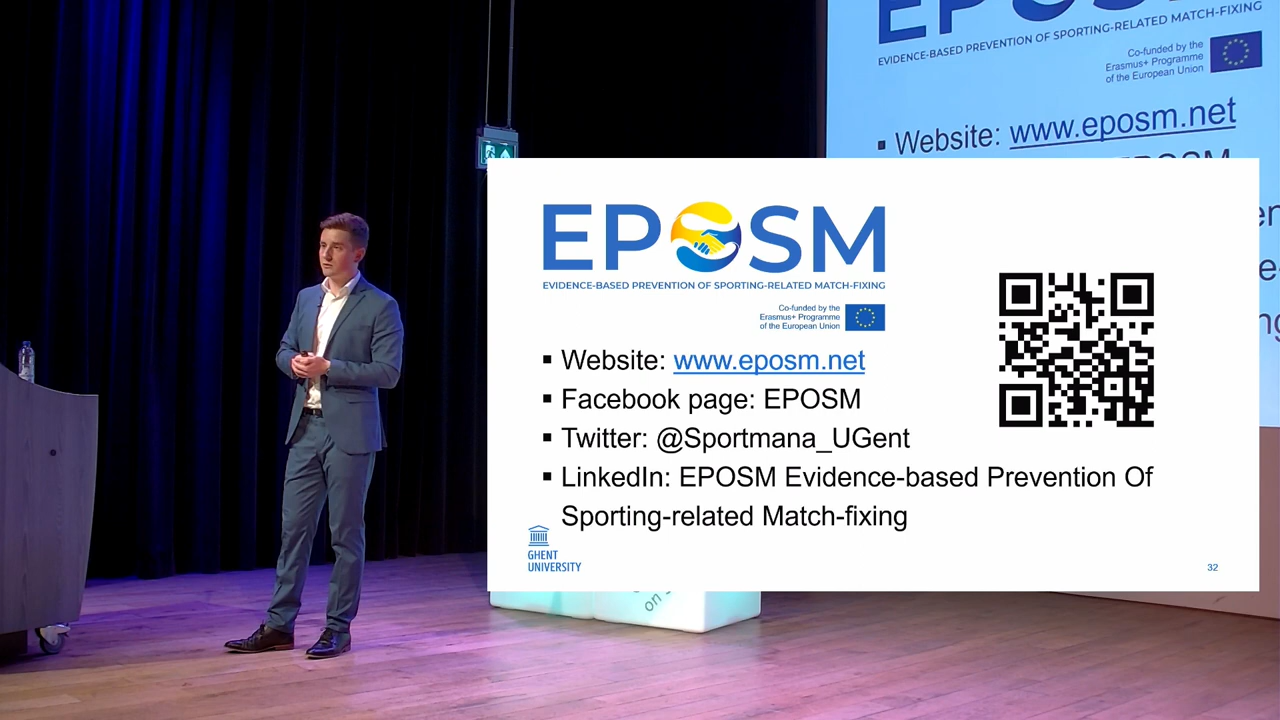 EPOSM
EVIDENCE-BASED PREVENTION OF SPORTING-RELATED MATCH-FIXING
Co-funded by the
Erasmus+ Programme
of the European Union
▪ Website: www.eposm.net
EPOSM
EVIDENCE-BASED PREVENTION OF SPORTING-RELATED MATCH-FIXING
Co-funded by the
Erasmus+ Programme
of the European Union
▪ Website: www.eposm.net
▪ Facebook page: EPOSM
▪ Twitter: @Sportmana_UGent
▪ LinkedIn: EPOSM Evidence-based Prevention Of
Sporting-related Match-fixing
GHENT
UNIVERSITY
32
on